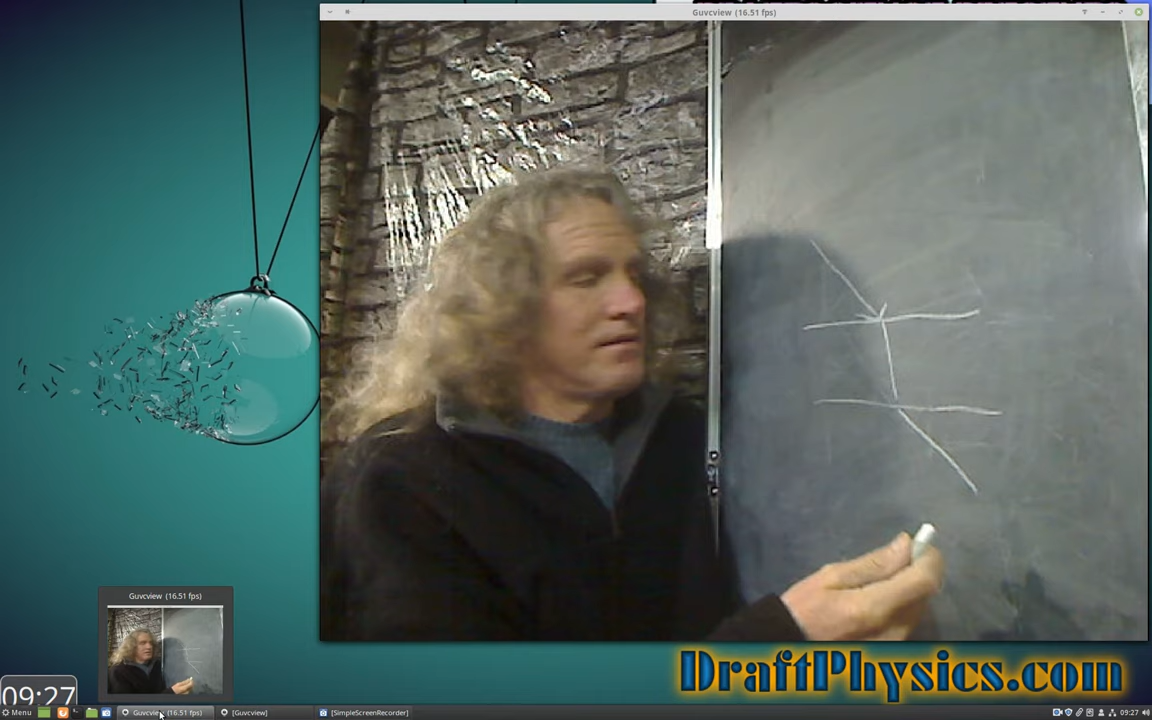 Guvcview (16.51 fps)
Guvcview (16.51 fps)
DraftPhysics.com
09:27
Menu
Guvcview (16.51 fps)
[Guvcview]
[SimpleScreenRecorder]
09:27